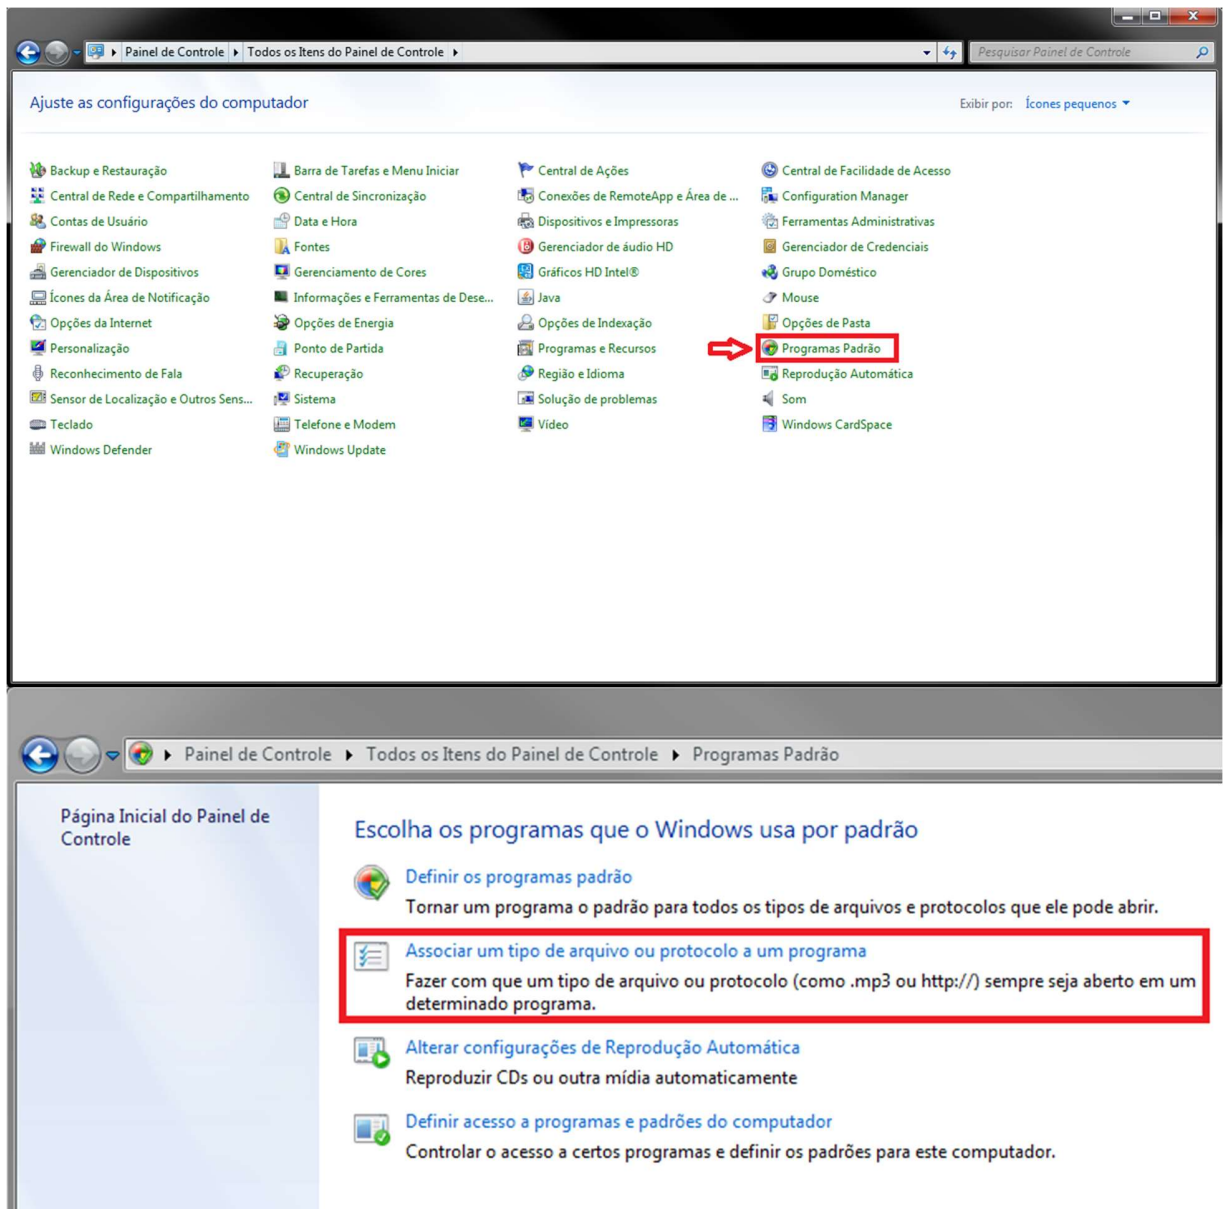 Painel de Controle ▸ Todos os Itens do Painel de Controle ▸
Pesquisar Painel de Controle
Ajuste as configurações do computador
Exibir por: Ícones pequenos
Backup e Restauração
Barra de Tarefas e Menu Iniciar
Central de Ações
Central de Facilidade de Acesso
Central de Rede e Compartilhamento
Central de Sincronização
Conexões de RemoteApp e Área de ...
Configuration Manager
Contas de Usuário
Data e Hora
Dispositivos e Impressoras
Ferramentas Administrativas
Firewall do Windows
Fontes
Gerenciador de áudio HD
Gerenciador de Credenciais
Gerenciador de Dispositivos
Gerenciamento de Cores
Gráficos HD Intel®
Grupo Doméstico
Ícones da Área de Notificação
Informações e Ferramentas de Dese...
Java
Mouse
Opções da Internet
Opções de Energia
Opções de Indexação
Opções de Pasta
Personalização
Ponto de Partida
Programas e Recursos
Programas Padrão
Reconhecimento de Fala
Recuperação
Região e Idioma
Reprodução Automática
Sensor de Localização e Outros Sens...
Sistema
Solução de problemas
Som
Teclado
Telefone e Modem
Vídeo
Windows CardSpace
Windows Defender
Windows Update
Painel de Controle ▸ Todos os Itens do Painel de Controle ▸ Programas Padrão
Página Inicial do Painel de
Controle
Escolha os programas que o Windows usa por padrão
Definir os programas padrão
Tornar um programa o padrão para todos os tipos de arquivos e protocolos que ele pode abrir.
Associar um tipo de arquivo ou protocolo a um programa
Fazer com que um tipo de arquivo ou protocolo (como .mp3 ou http://) sempre seja aberto em um
determinado programa.
Alterar configurações de Reprodução Automática
Reproduzir CDs ou outra mídia automaticamente
Definir acesso a programas e padrões do computador
Controlar o acesso a certos programas e definir os padrões para este computador.